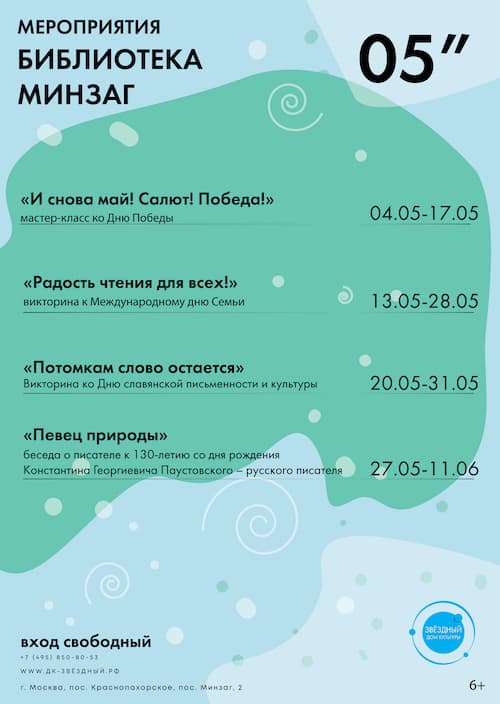 МЕРОПРИЯТИЯ
БИБЛИОТЕКА
МИНЗАГ
05”
«И снова май! Салют! Победа!»
мастер-класс ко Дню Победы
04.05-17.05
«Радость чтения для всех!»
викторина к Международному дню Семьи
13.05-28.05
«Потомкам слово остается»
Викторина ко Дню славянской письменности и культуры
20.05-31.05
«Певец природы»
беседа о писателе к 130-летию со дня рождения
Константина Георгиевича Паустовского – русского писателя
27.05-11.06
вход свободный
+7 (495) 850-80-53
WWW.ДК-ЗВЁЗДНЫЙ.РФ
г. Москва, пос. Краснопахорское, пос. Минзаг, 2
ЗВЁЗДНЫЙ
ДОМ КУЛЬТУРЫ
6+